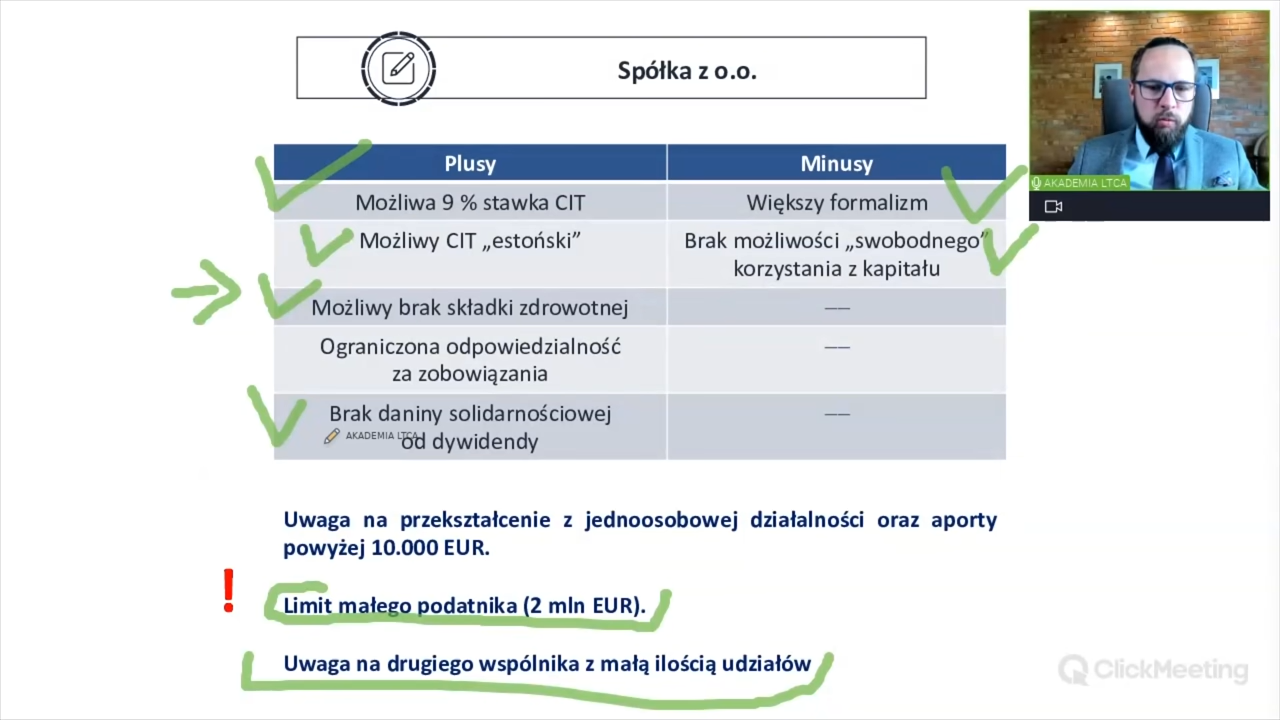 Spółka z o.o.
AKADEMIA LTCA
Plusy
Minusy
Możliwa 9 % stawka CIT
Większy formalizm
Możliwy CIT „estoński”
Brak możliwości „swobodnego”
korzystania z kapitału
Możliwy brak składki zdrowotnej
—
Ograniczona odpowiedzialność
za zobowiązania
—
Brak daniny solidarnościowej
od dywidendy
—
AKADEMIA LTCA
Uwaga na przekształcenie z jednoosobowej działalności oraz aporty
powyżej 10.000 EUR.
! Limit małego podatnika (2 mln EUR).
Uwaga na drugiego wspólnika z małą ilością udziałów
ClickMeeting